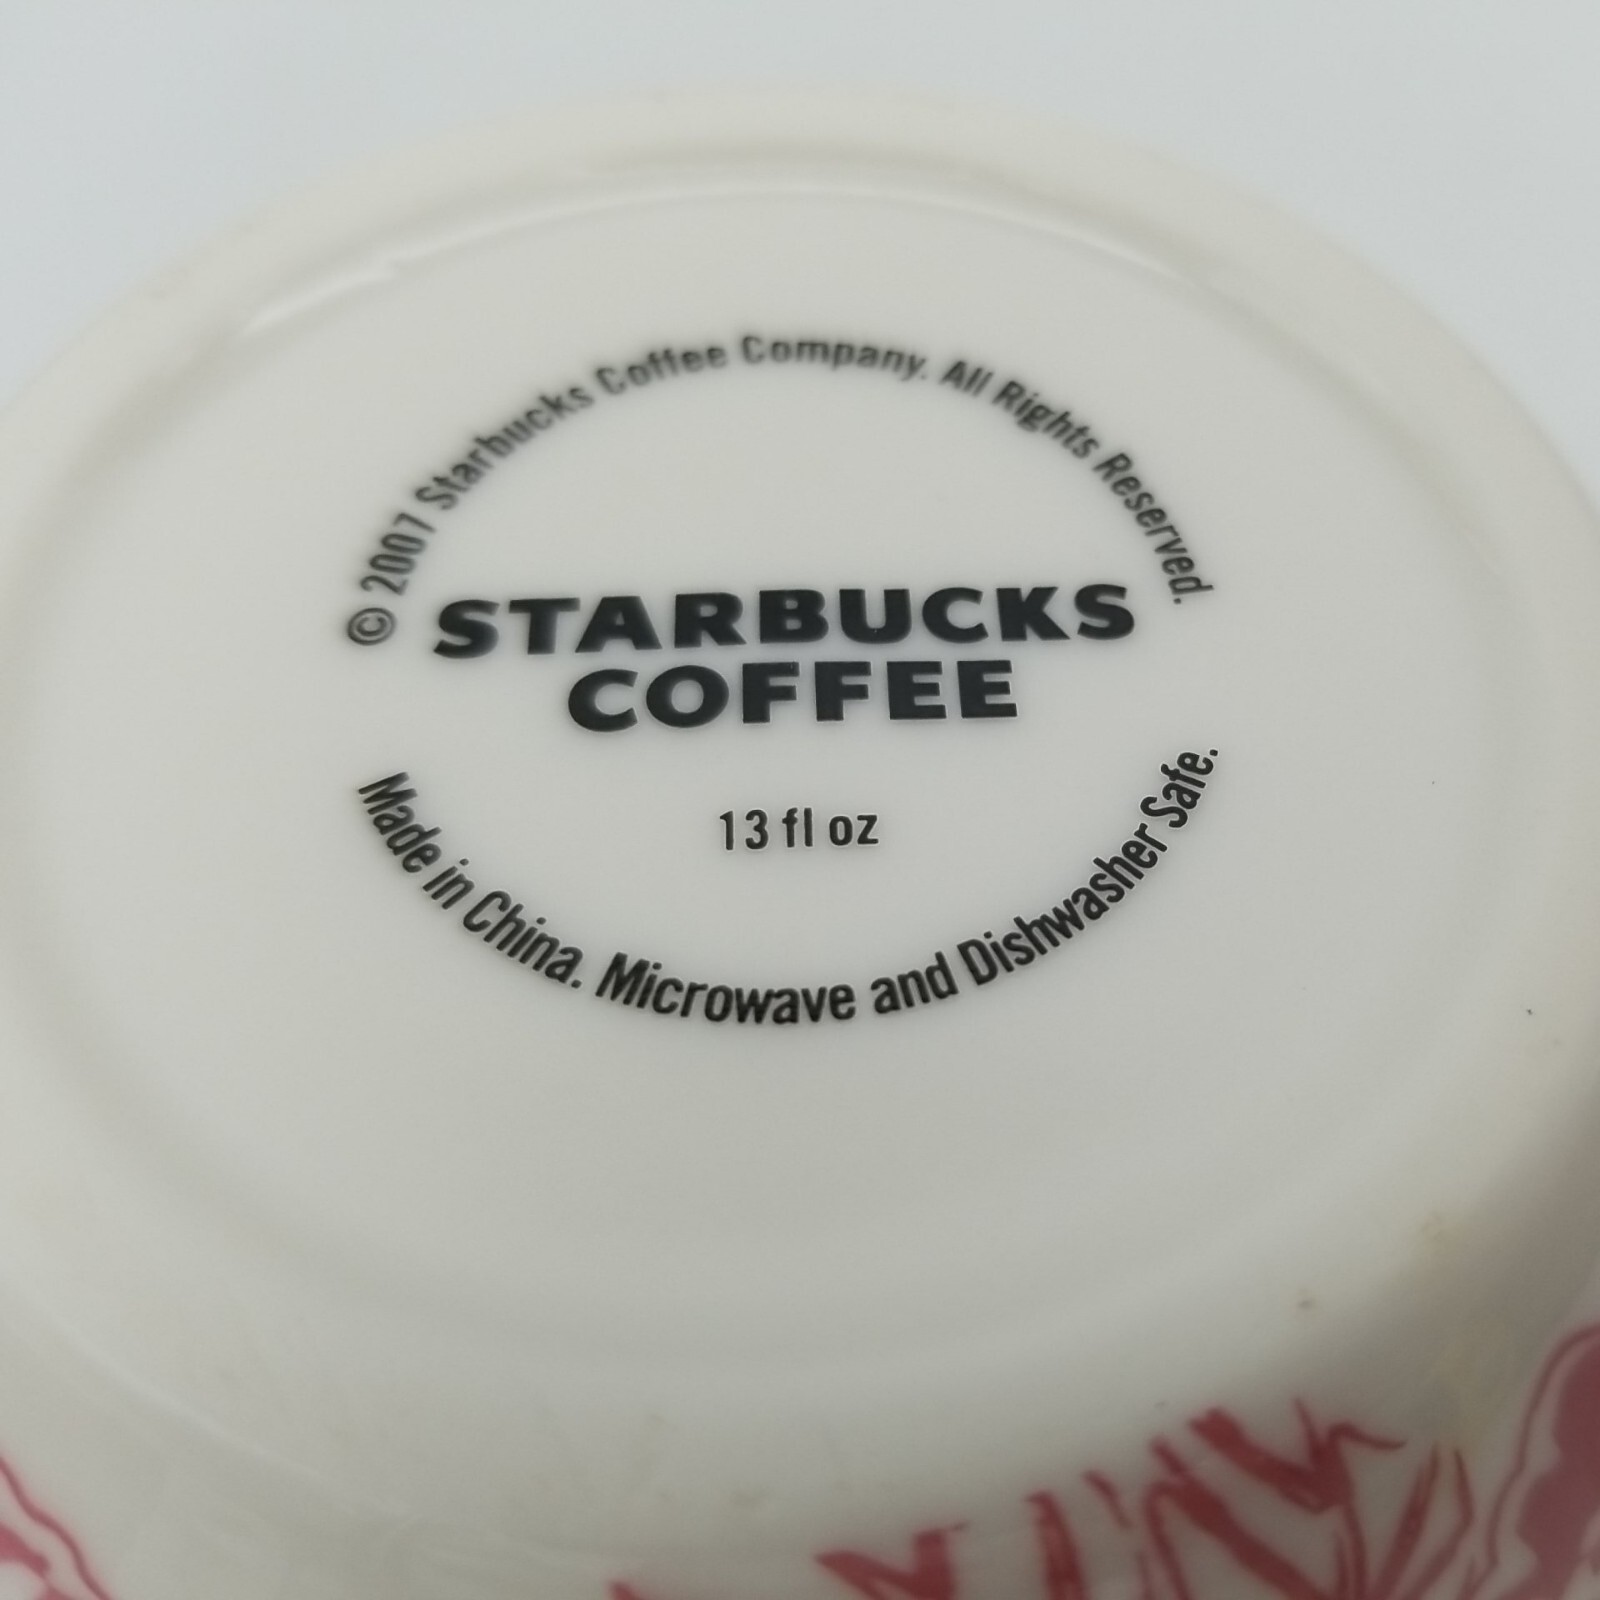 © 2007 Starbucks Coffee Company. All Rights Reserved.
STARBUCKS
COFFEE
13 fl oz
Made in China. Microwave and Dishwasher Safe.